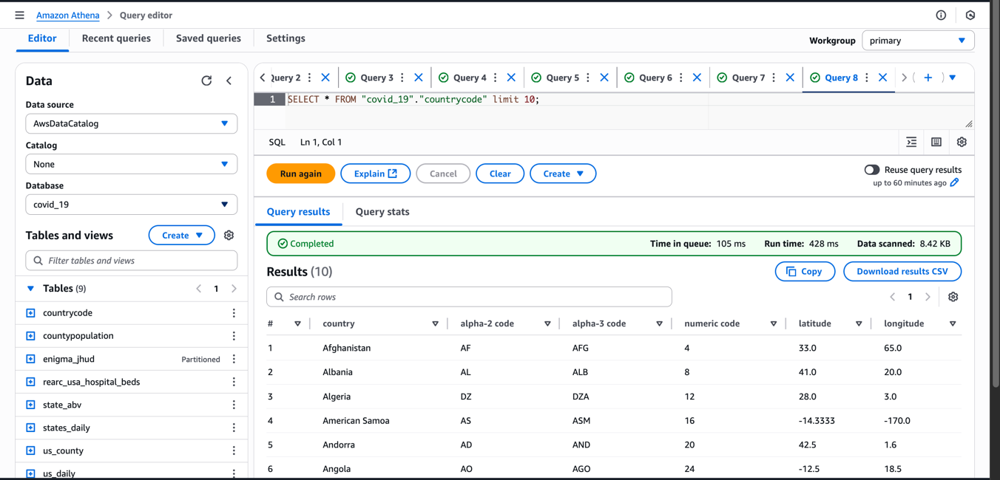 Amazon Athena > Query editor
Editor Recent queries Saved queries Settings
Workgroup primary
Data
Data source
AwsDataCatalog
Catalog
None
Database
covid_19
Tables and views Create
Filter tables and views
Tables (9) 1
countrycode
countypopulation
enigma_jhud Partitioned
rearc_usa_hospital_beds
state_abv
states_daily
us_county
us_daily
Query 2 Query 3 Query 4 Query 5 Query 6 Query 7 Query 8
1 SELECT * FROM "covid_19"."countrycode" limit 10;
SQL Ln 1, Col 1
Run again Explain Cancel Clear Create
Reuse query results
up to 60 minutes ago
Query results Query stats
Completed Time in queue: 105 ms Run time: 428 ms Data scanned: 8.42 KB
Results (10) Copy Download results CSV
Search rows 1
# country alpha-2 code alpha-3 code numeric code latitude longitude
1 Afghanistan AF AFG 4 33.0 65.0
2 Albania AL ALB 8 41.0 20.0
3 Algeria DZ DZA 12 28.0 3.0
4 American Samoa AS ASM 16 -14.3333 -170.0
5 Andorra AD AND 20 42.5 1.6
6 Angola AO AGO 24 -12.5 18.5